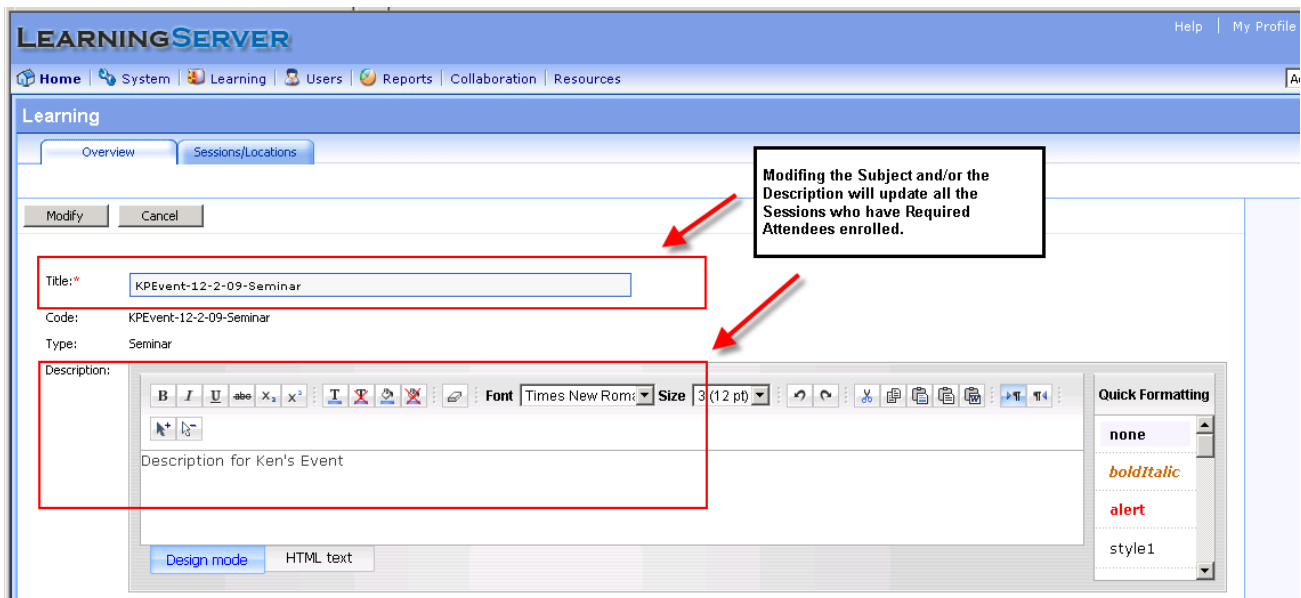 LEARNINGSERVER
Help | My Profile
Home | System | Learning | Users | Reports | Collaboration | Resources
Learning
Overview Sessions/Locations
Modifing the Subject and/or the
Description will update all the
Sessions who have Required
Attendees enrolled.
Modify Cancel
Title:* KPEvent-12-2-09-Seminar
Code: KPEvent-12-2-09-Seminar
Type: Seminar
Description:
B I U abc X₂ X² T T Font Times New Roma Size 3 (12 pt) Quick Formatting
none
Description for Ken's Event
boldItalic
alert
style1
Design mode HTML text